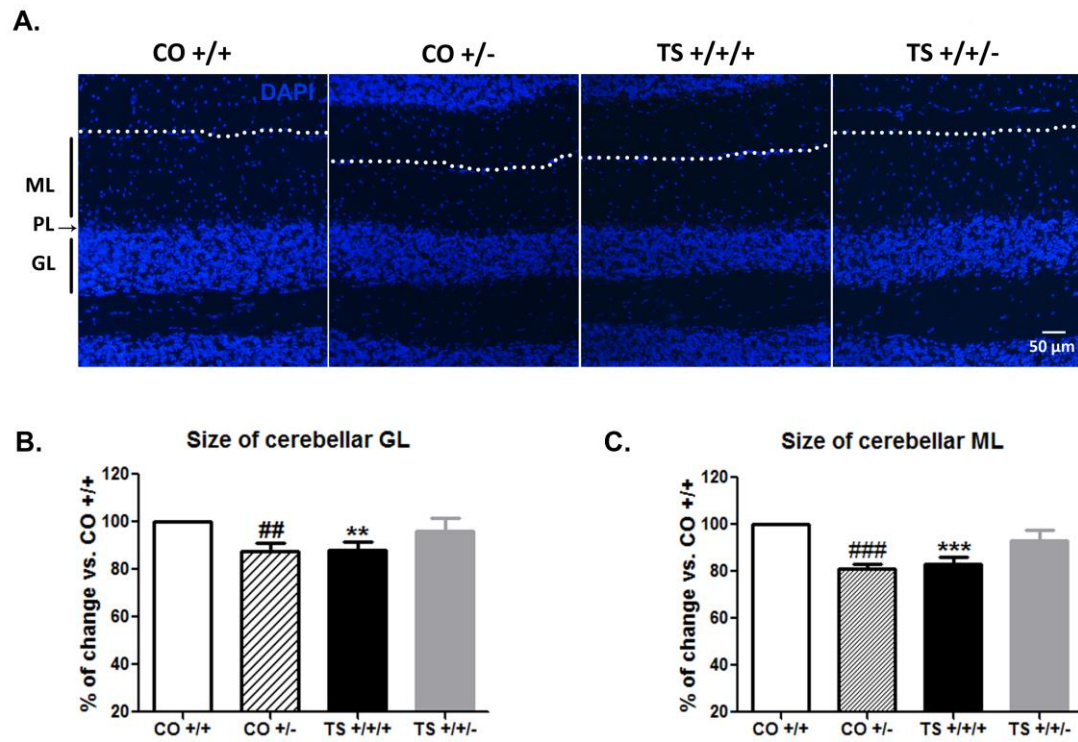 A.
CO +/+ CO +/- TS +/+/+ TS +/+/-
DAPI
ML
PL →
GL
50 µm
B.
Size of cerebellar GL
% of change vs. CO +/+
120
100
80
60
40
20
##
**
CO +/+ CO +/- TS +/+/+ TS +/+/-
C.
Size of cerebellar ML
% of change vs. CO +/+
120
100
80
60
40
20
###
***
CO +/+ CO +/- TS +/+/+ TS +/+/-